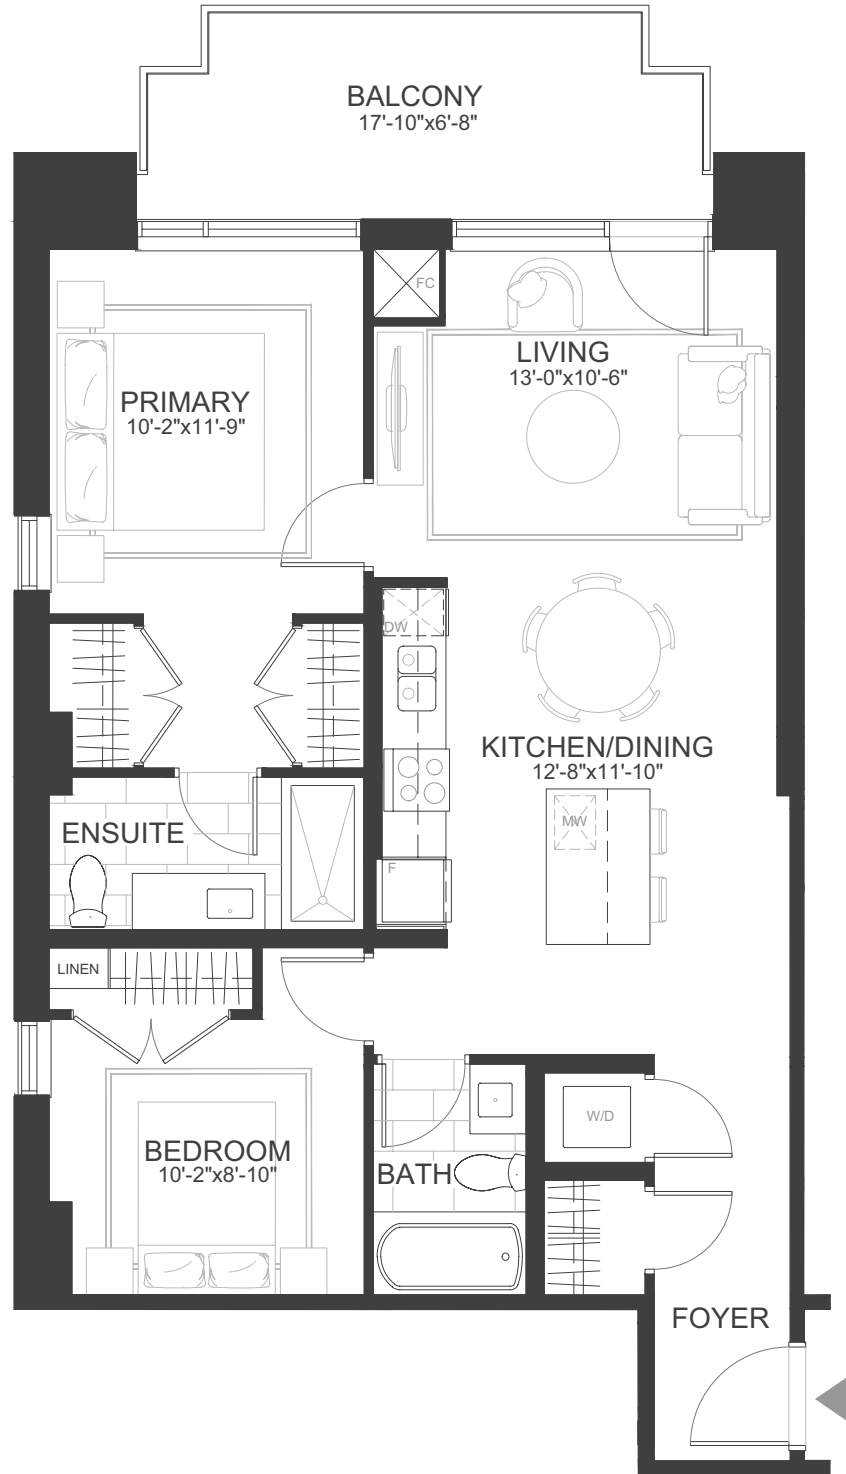 BALCONY
17'-10"x6'-8"
FC
LIVING
13'-0"x10'-6"
PRIMARY
10'-2"x11'-9"
DW
KITCHEN/DINING
12'-8"x11'-10"
MW
ENSUITE
F
LINEN
W/D
BEDROOM
10'-2"x8'-10"
BATH
FOYER